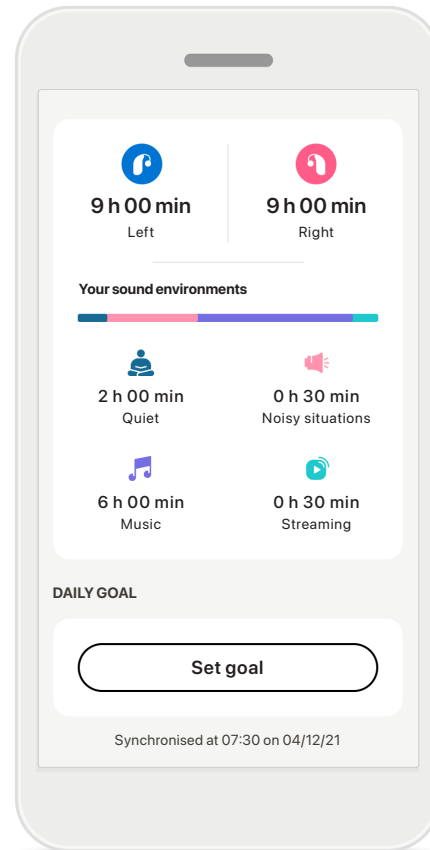 9 h 00 min
Left
9 h 00 min
Right
Your sound environments
2 h 00 min
Quiet
0 h 30 min
Noisy situations
6 h 00 min
Music
0 h 30 min
Streaming
DAILY GOAL
Set goal
Synchronised at 07:30 on 04/12/21